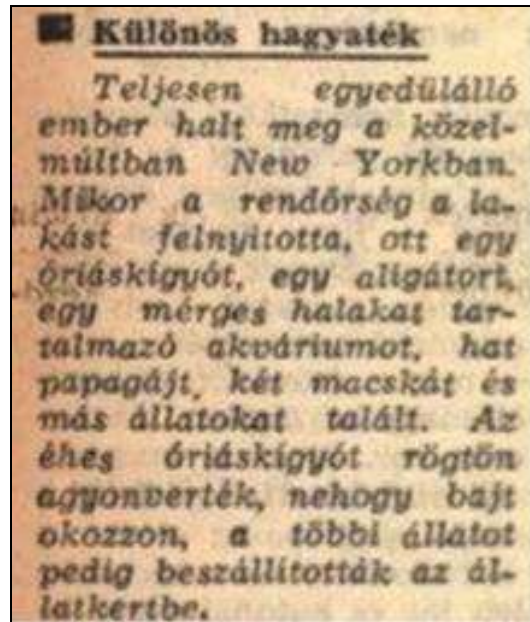 Különös hagyaték
Teljesen egyedülálló
ember halt meg a közel-
múltban New Yorkban.
Mikor a rendőrség a la-
kást felnyitotta, ott egy
óriáskigyót, egy aligátort,
egy mérges halakat tar-
talmazó akváriumot, hat
papagájt, két macskát és
más állatokat talált. Az
éhes óriáskigyót rögtön
agyonverték, nehogy bajt
okozzon, a többi állatot
pedig beszállították az ál-
latkertbe.